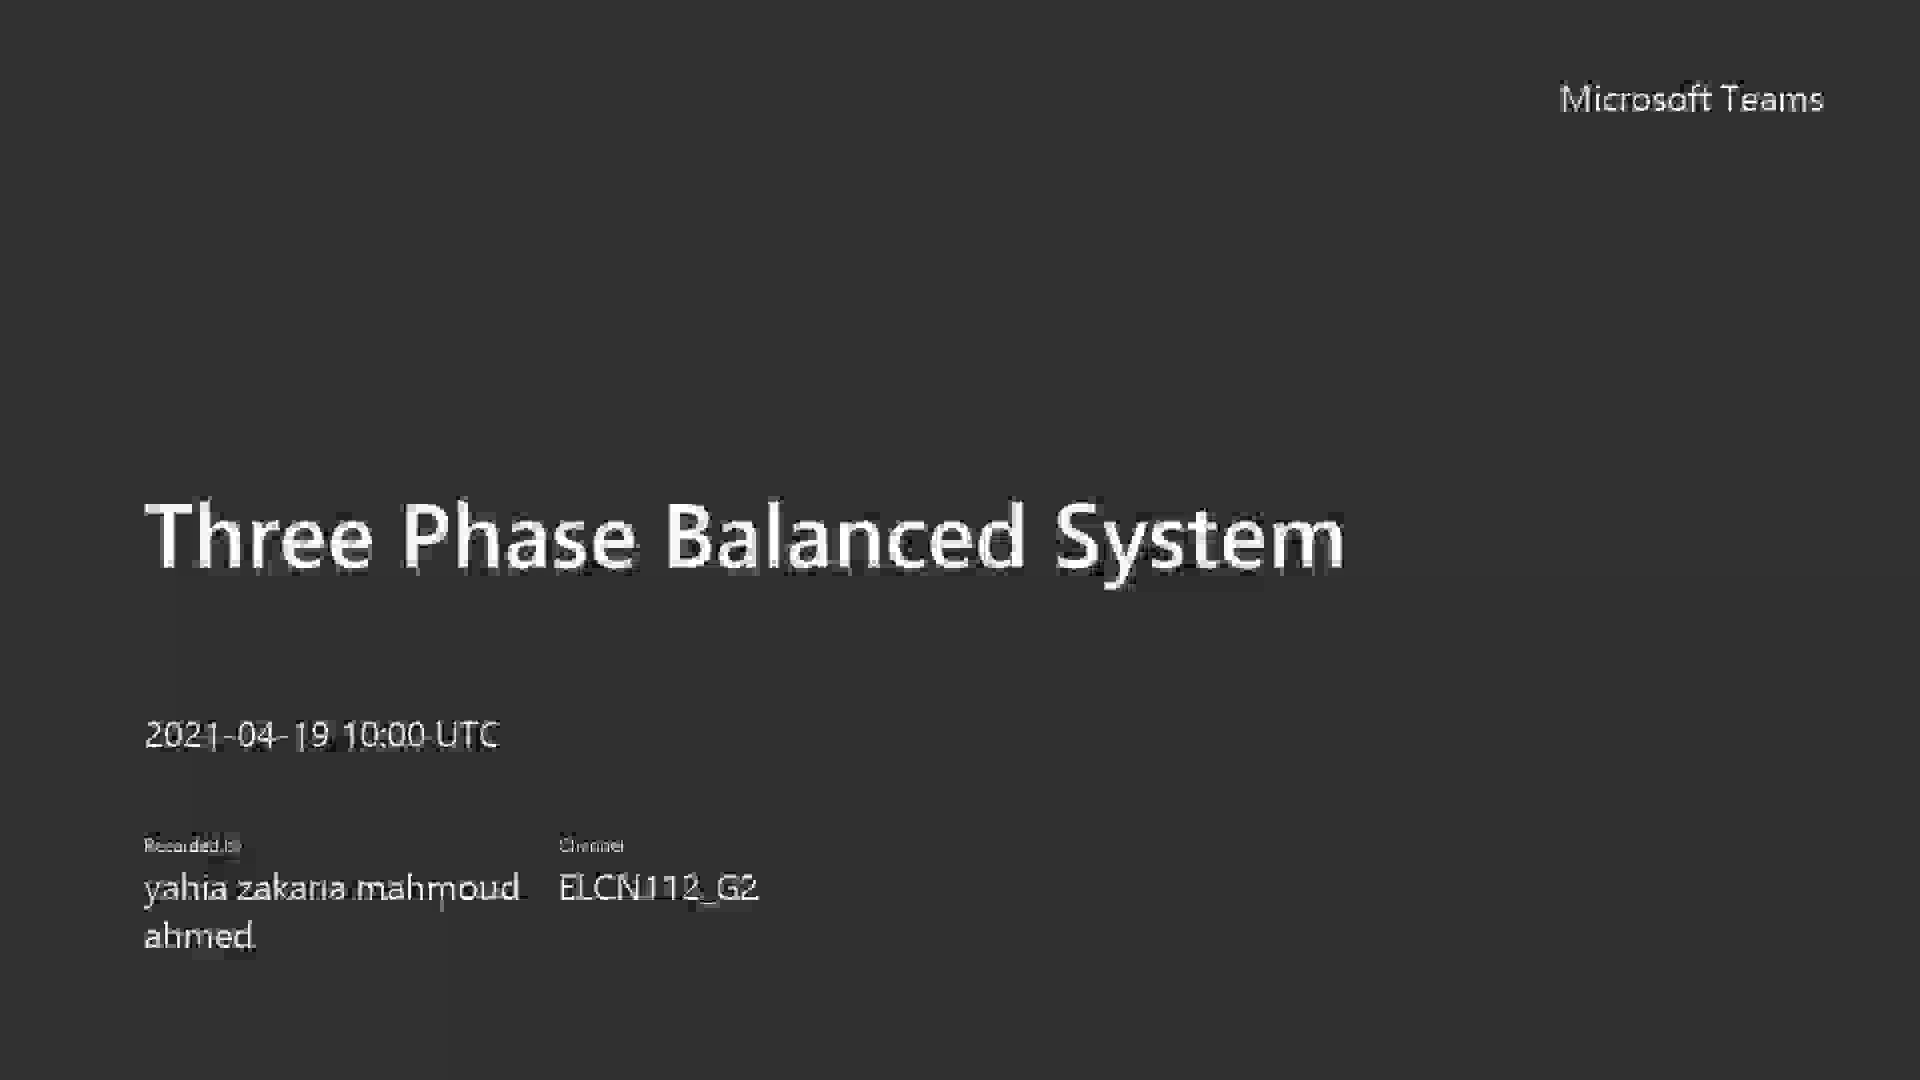 Microsoft Teams
Three Phase Balanced System
2021-04-19 10:00 UTC
Recorded by
Channel
yahia zakaria mahmoud
ahmed
ELCN112_G2